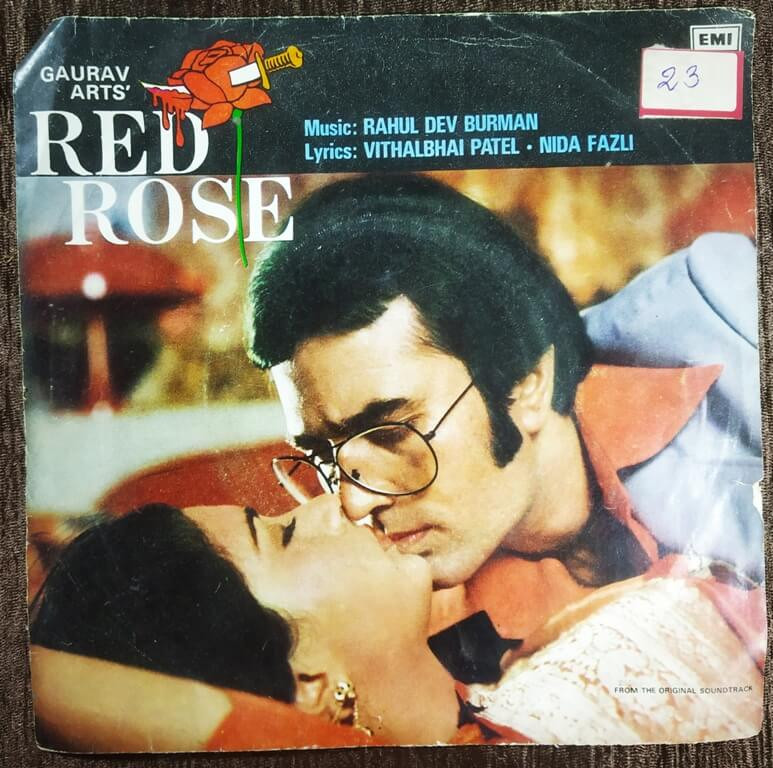 EMI
23
GAURAV
ARTS'
RED
ROSE
Music: RAHUL DEV BURMAN
Lyrics: VITHALBHAI PATEL • NIDA FAZLI
FROM THE ORIGINAL SOUNDTRACK